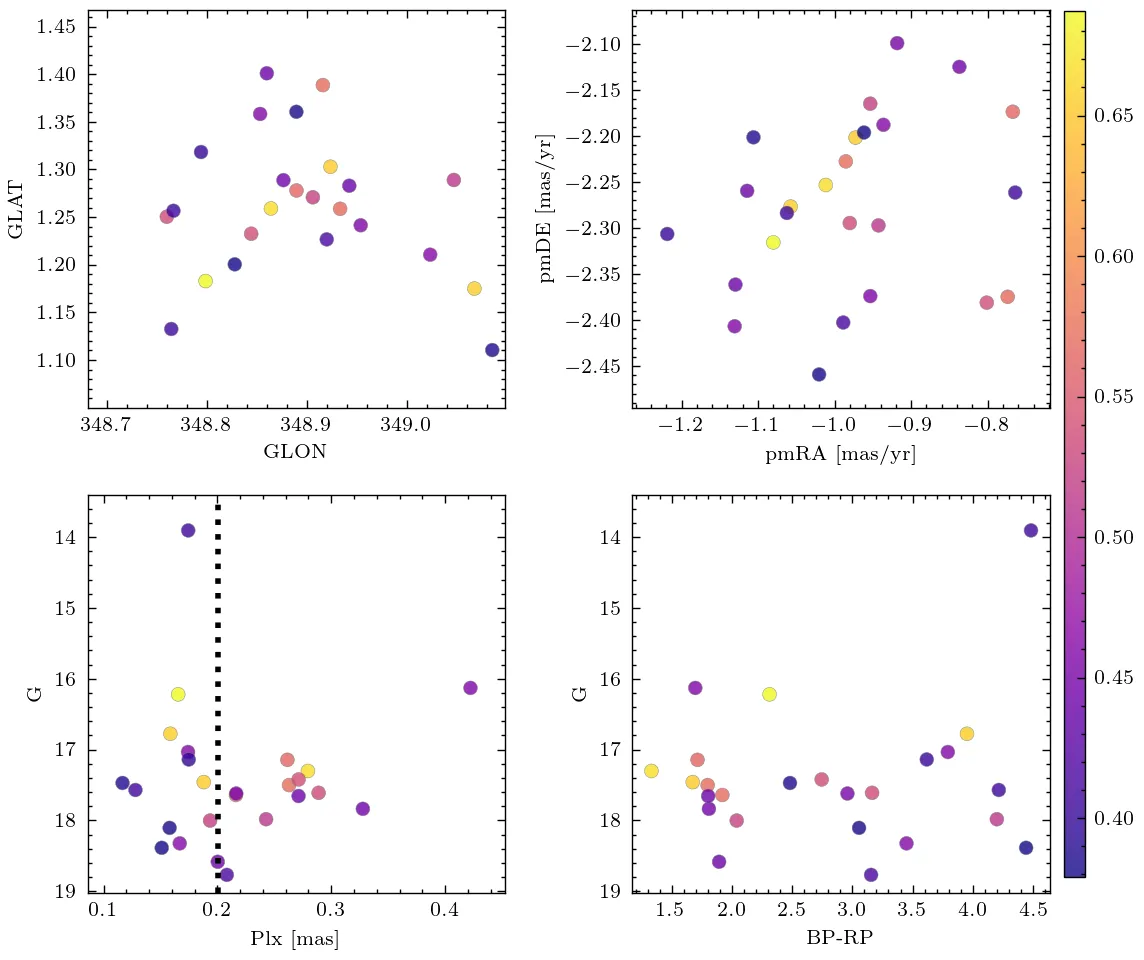 1.45
1.40
1.35
1.30
1.25
1.20
1.15
1.10
GLAT
348.7 348.8 348.9 349.0
GLON
−2.10
−2.15
−2.20
−2.25
−2.30
−2.35
−2.40
−2.45
pmDE [mas/yr]
−1.2 −1.1 −1.0 −0.9 −0.8
pmRA [mas/yr]
0.65
0.60
0.55
0.50
0.45
0.40
14
15
16
17
18
19
G
0.1 0.2 0.3 0.4
Plx [mas]
14
15
16
17
18
19
G
1.5 2.0 2.5 3.0 3.5 4.0 4.5
BP-RP